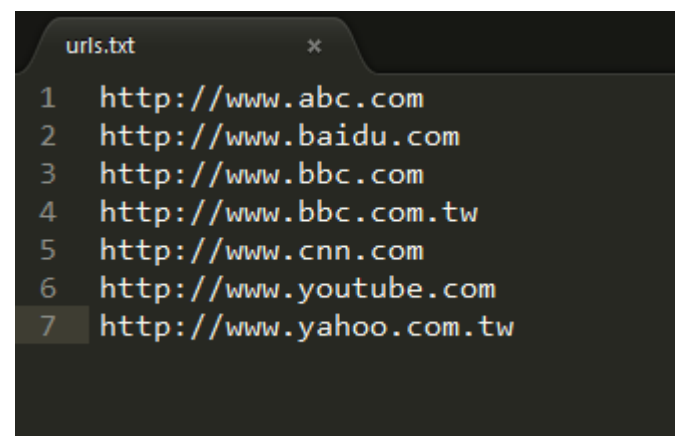 urls.txt ×
1 http://www.abc.com
2 http://www.baidu.com
3 http://www.bbc.com
4 http://www.bbc.com.tw
5 http://www.cnn.com
6 http://www.youtube.com
7 http://www.yahoo.com.tw